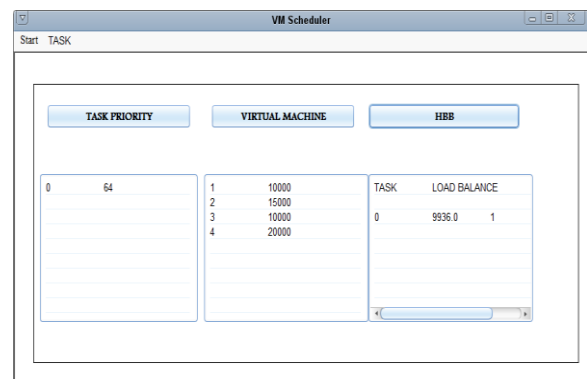 VM Scheduler
Start TASK
TASK PRIORITY VIRTUAL MACHINE HBB
0 64
1 10000
2 15000
3 10000
4 20000
TASK LOAD BALANCE
0 9936.0 1